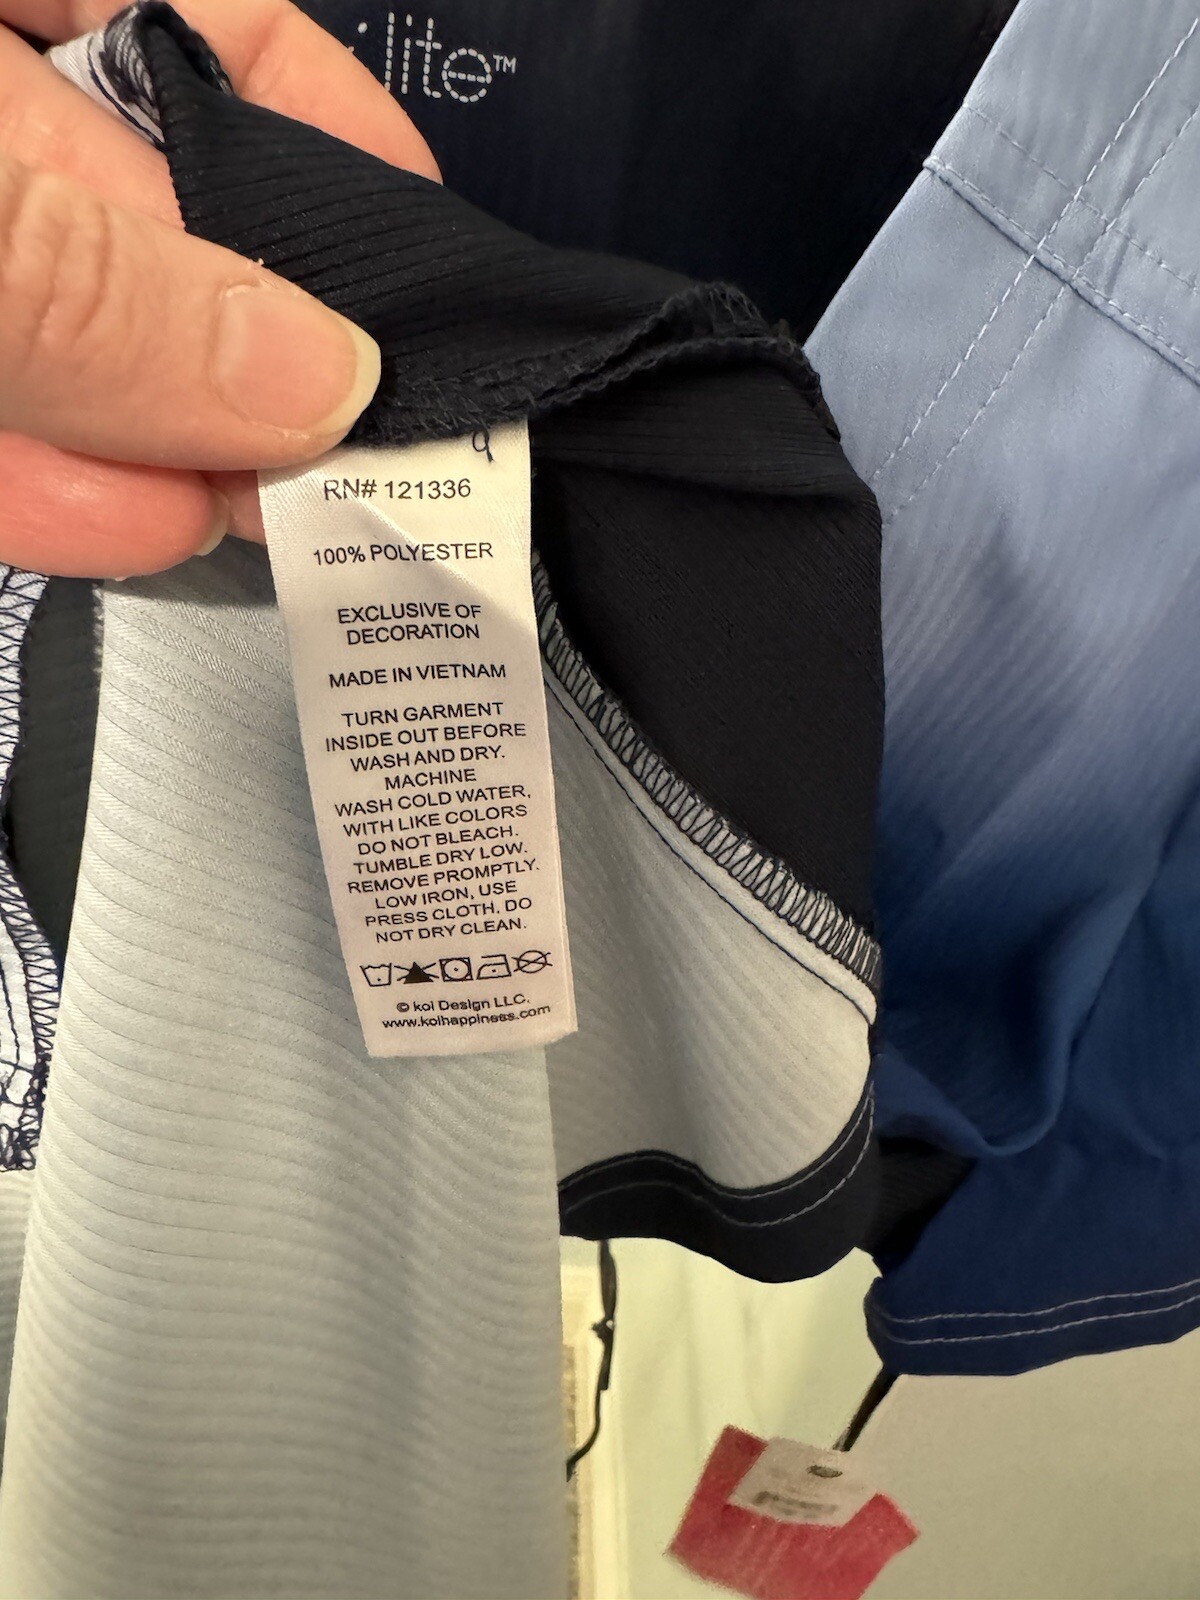 lite™
RN# 121336
100% POLYESTER
EXCLUSIVE OF
DECORATION
MADE IN VIETNAM
TURN GARMENT
INSIDE OUT BEFORE
WASH AND DRY.
MACHINE
WASH COLD WATER,
WITH LIKE COLORS
DO NOT BLEACH.
TUMBLE DRY LOW.
REMOVE PROMPTLY.
LOW IRON, USE
PRESS CLOTH. DO
NOT DRY CLEAN.
© koi Design LLC.
www.koihappiness.com